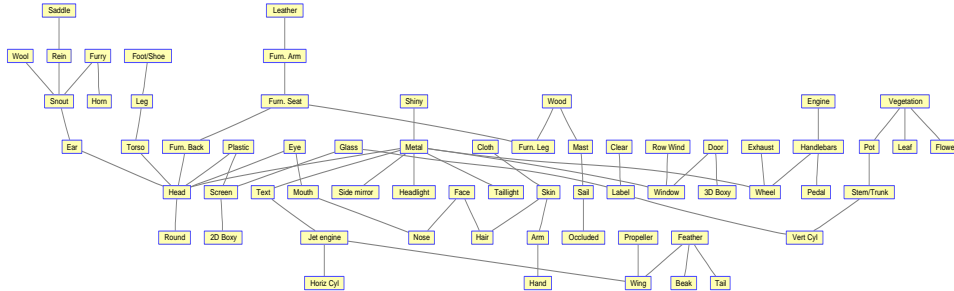 Saddle
Leather
Wool
Rein
Furry
Foot/Shoe
Furn. Arm
Snout
Horn
Leg
Furn. Seat
Shiny
Wood
Engine
Vegetation
Ear
Torso
Furn. Back
Plastic
Eye
Glass
Metal
Cloth
Furn. Leg
Mast
Clear
Row Wind
Door
Exhaust
Handlebars
Pot
Leaf
Flowe
Head
Screen
Text
Mouth
Side mirror
Headlight
Face
Taillight
Skin
Sail
Label
Window
3D Boxy
Wheel
Pedal
Stem/Trunk
Round
2D Boxy
Jet engine
Nose
Hair
Arm
Occluded
Propeller
Feather
Vert Cyl
Horiz Cyl
Hand
Wing
Beak
Tail